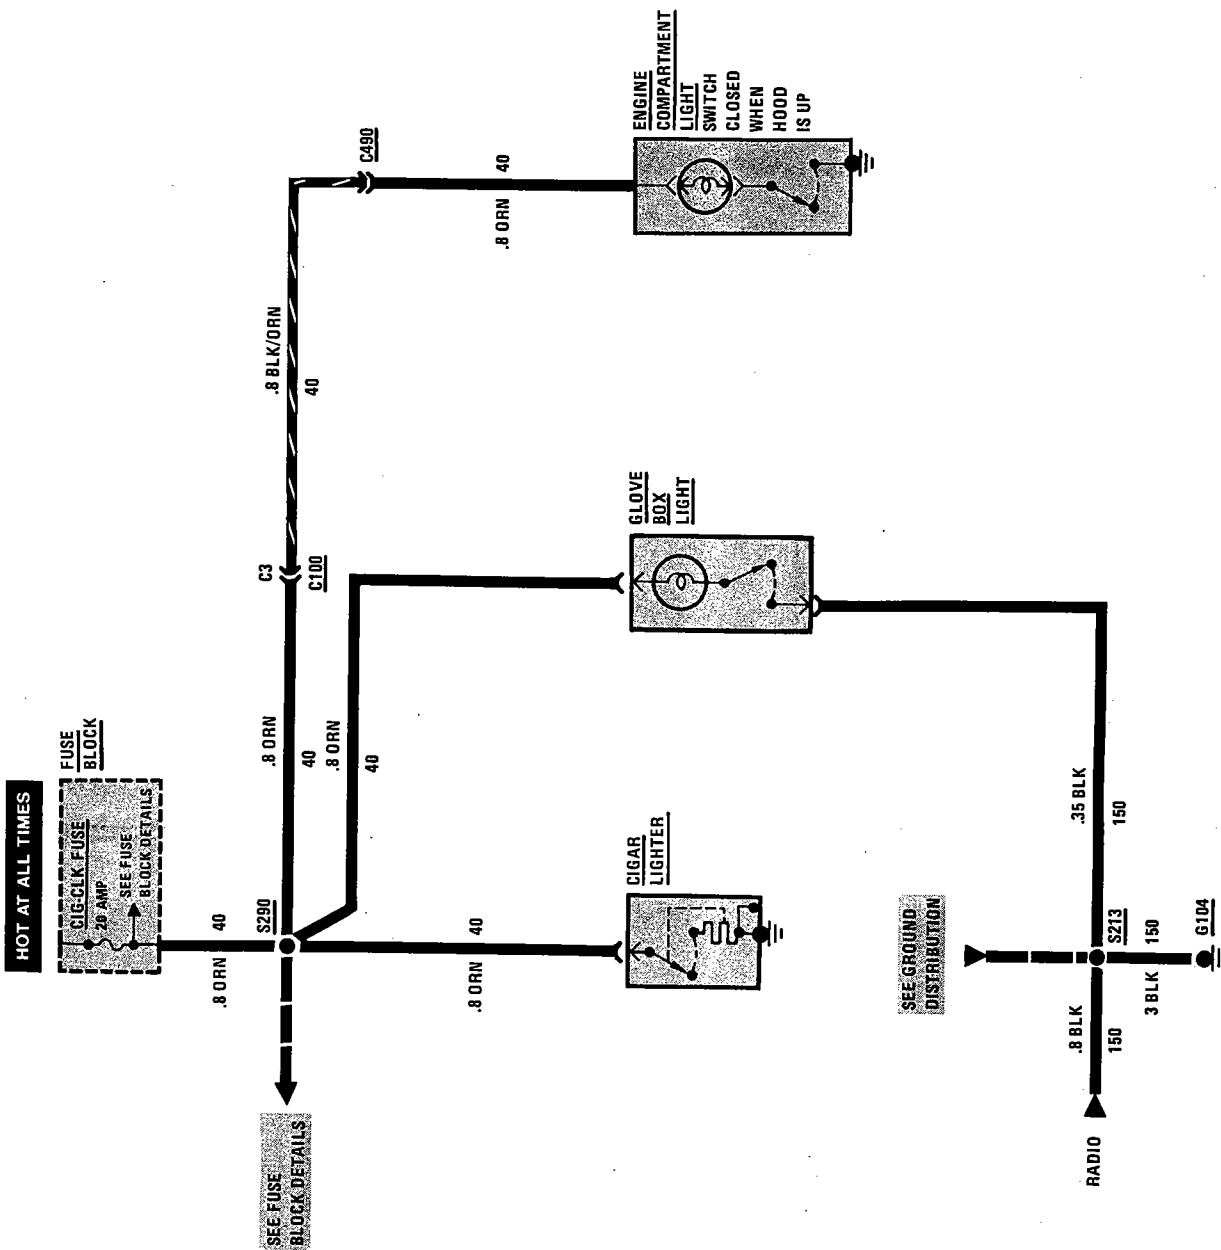 HOT AT ALL TIMES
FUSE
BLOCK
CIG-CLK FUSE
20 AMP
SEE FUSE
BLOCK DETAILS
.8 ORN
40
S290
SEE FUSE
BLOCK DETAILS
.8 ORN
40
C3
C100
.8 BLK/ORN
40
C490
.8 ORN
40
.8 ORN
40
.8 ORN
40
CIGAR
LIGHTER
GLOVE
BOX
LIGHT
ENGINE
COMPARTMENT
LIGHT
SWITCH
CLOSED
WHEN
HOOD
IS UP
SEE GROUND
DISTRIBUTION
.35 BLK
150
S213
RADIO
.8 BLK
150
3 BLK
150
G104